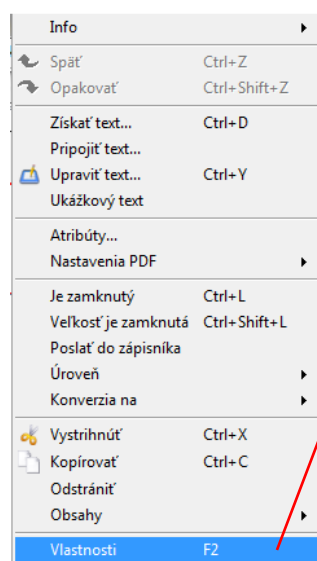 Info
Späť Ctrl+Z
Opakovať Ctrl+Shift+Z
Získať text... Ctrl+D
Pripojiť text...
Upraviť text... Ctrl+Y
Ukážkový text
Atribúty...
Nastavenia PDF
Je zamknutý Ctrl+L
Veľkosť je zamknutá Ctrl+Shift+L
Poslať do zápisníka
Úroveň
Konverzia na
Vystrihnúť Ctrl+X
Kopírovať Ctrl+C
Odstrániť
Obsahy
Vlastnosti F2